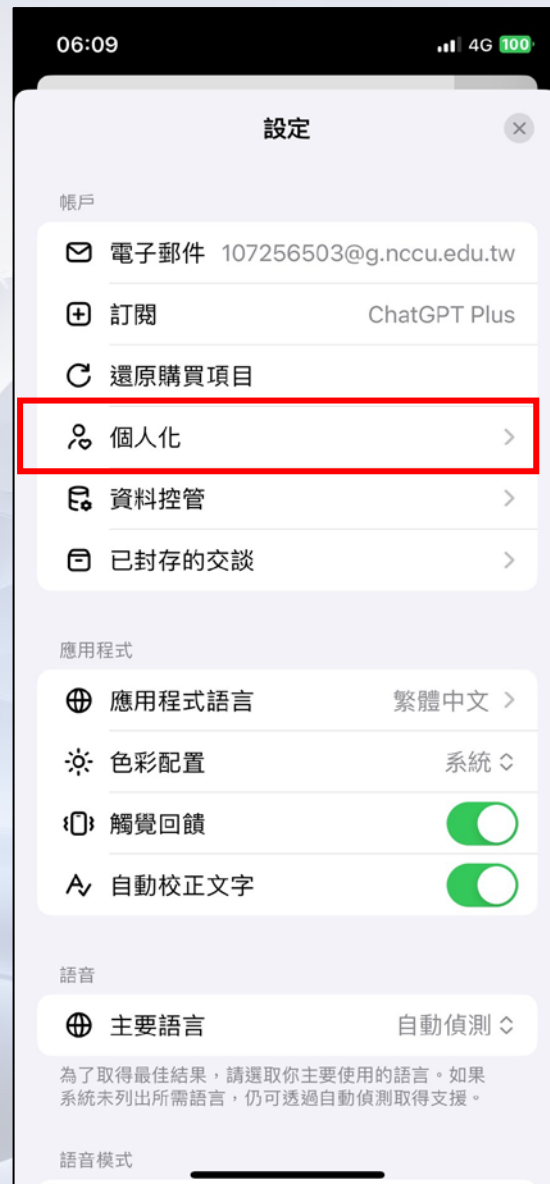 06:09 4G 100
設定
帳戶
電子郵件 107256503@g.nccu.edu.tw
訂閱 ChatGPT Plus
還原購買項目
個人化
資料控管
已封存的交談
應用程式
應用程式語言 繁體中文
色彩配置 系統
觸覺回饋
自動校正文字
語音
主要語言 自動偵測
為了取得最佳結果，請選取你主要使用的語言。如果
系統未列出所需語言，仍可透過自動偵測取得支援。
語音模式